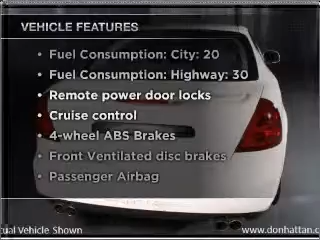 VEHICLE FEATURES
• Fuel Consumption: City: 20
• Fuel Consumption: Highway: 30
• Remote power door locks
• Cruise control
• 4-wheel ABS Brakes
• Front Ventilated disc brakes
• Passenger Airbag
tual Vehicle Shown
www.donhattan.c